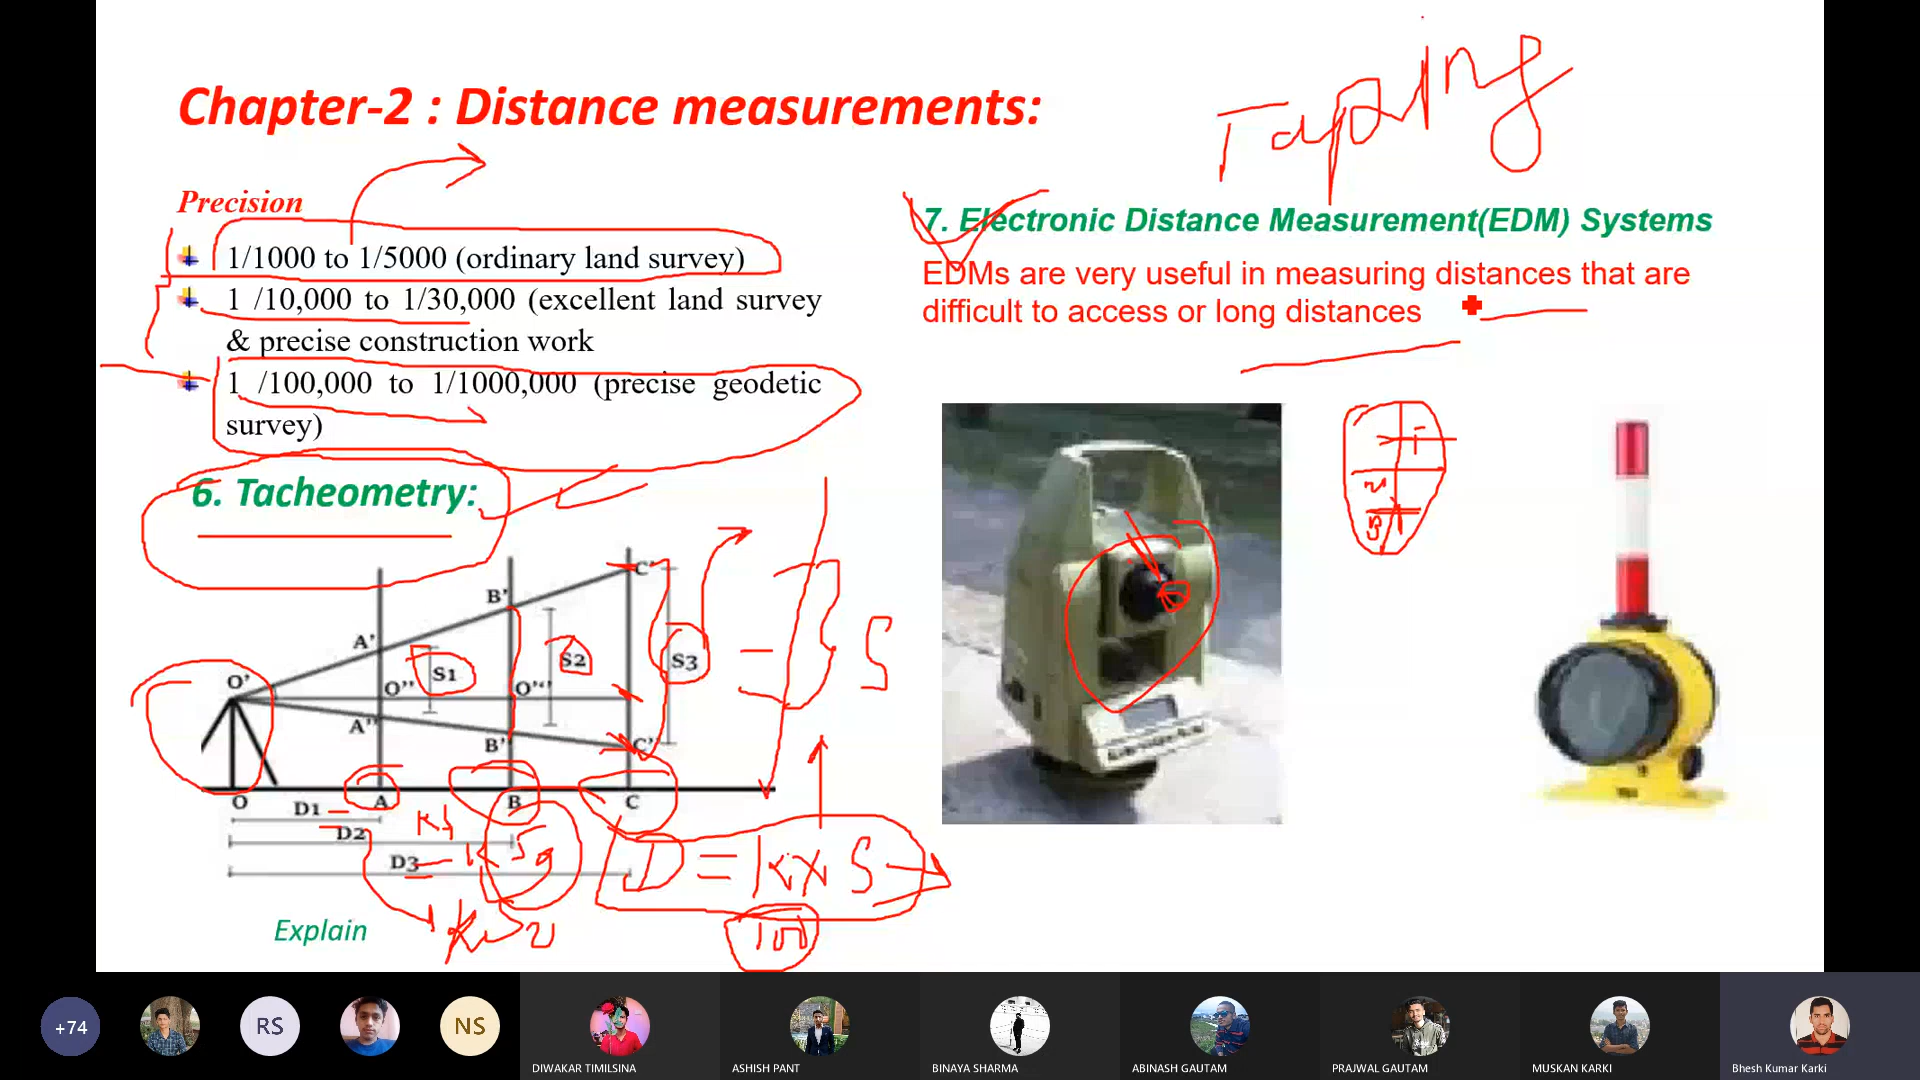 Chapter-2 : Distance measurements:
Taping
Precision
1/1000 to 1/5000 (ordinary land survey)
1 /10,000 to 1/30,000 (excellent land survey
& precise construction work
1 /100,000 to 1/1000,000 (precise geodetic
survey)
6. Tacheometry:
C'
B'
A'
S1
S2
S3
= 3 S
O'
O''
O'''
A''
B'
C'
O
A
B
C
D1
D2
D3
D = K x S
100
Explain
7. Electronic Distance Measurement(EDM) Systems
EDMs are very useful in measuring distances that are
difficult to access or long distances
+74
RS
NS
DIWAKAR TIMILSINA
ASHISH PANT
BINAYA SHARMA
ABINASH GAUTAM
PRAJWAL GAUTAM
MUSKAN KARKI
Bhesh Kumar Karki